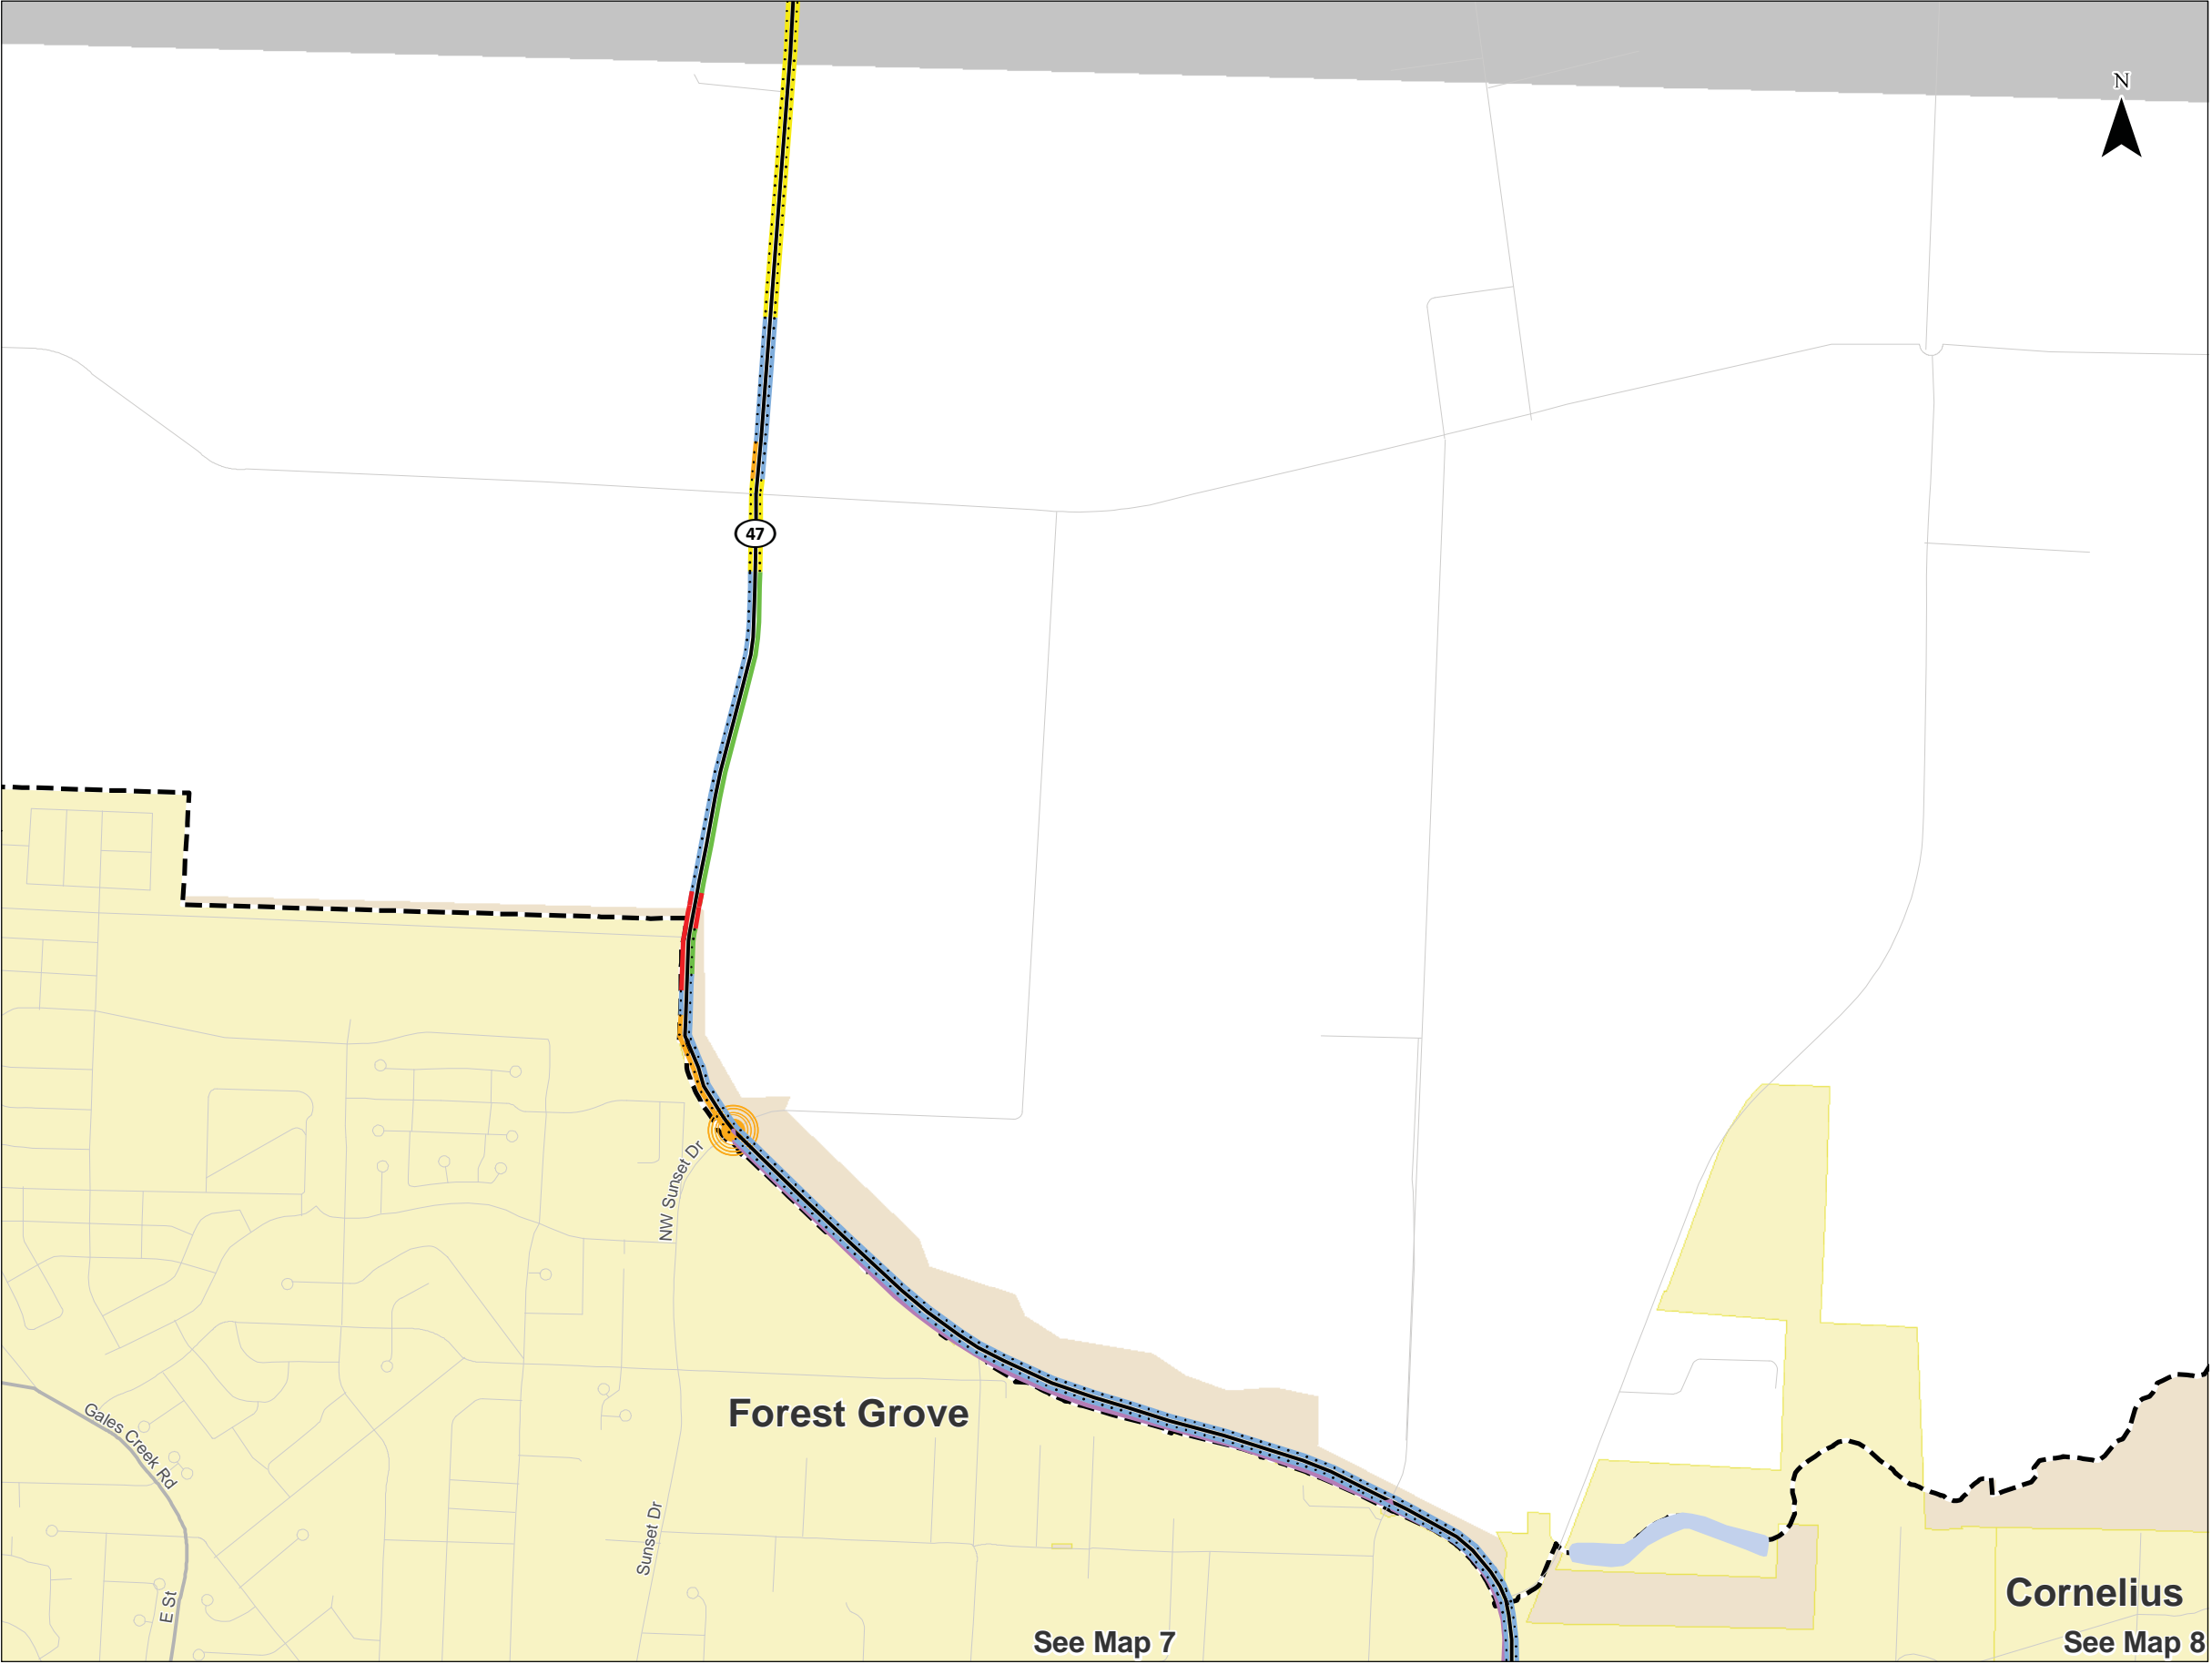 N
47
NW Sunset Dr
Forest Grove
Gales Creek Rd
Sunset Dr
E St
Cornelius
See Map 7
See Map 8